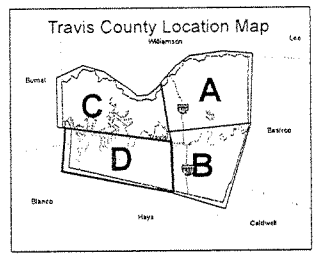 Travis County Location Map
Williamson
Lee
Burnet
A
C
Bastrop
D
B
Blanco
Hays
Caldwell